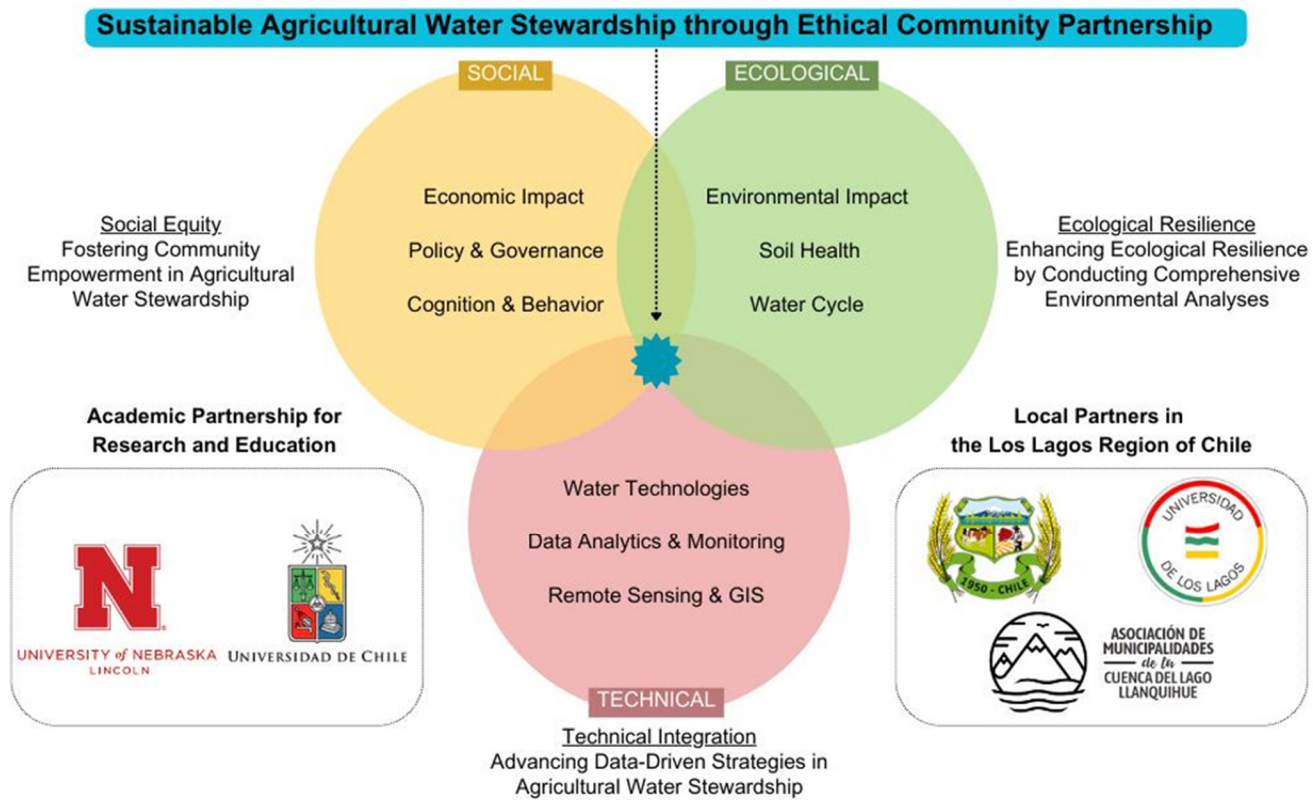 Sustainable Agricultural Water Stewardship through Ethical Community Partnership
SOCIAL
ECOLOGICAL
Economic Impact
Policy & Governance
Cognition & Behavior
Environmental Impact
Soil Health
Water Cycle
Social Equity
Fostering Community
Empowerment in Agricultural
Water Stewardship
Ecological Resilience
Enhancing Ecological Resilience
by Conducting Comprehensive
Environmental Analyses
Academic Partnership for
Research and Education
N
UNIVERSITY of NEBRASKA
LINCOLN
UNIVERSIDAD DE CHILE
Water Technologies
Data Analytics & Monitoring
Remote Sensing & GIS
TECHNICAL
Technical Integration
Advancing Data-Driven Strategies in
Agricultural Water Stewardship
Local Partners in
the Los Lagos Region of Chile
1950 - CHILE
UNIVERSIDAD
DE LOS LAGOS
ASOCIACIÓN DE
MUNICIPALIDADES
de la
CUENCA DEL LAGO
LLANQUIHUE